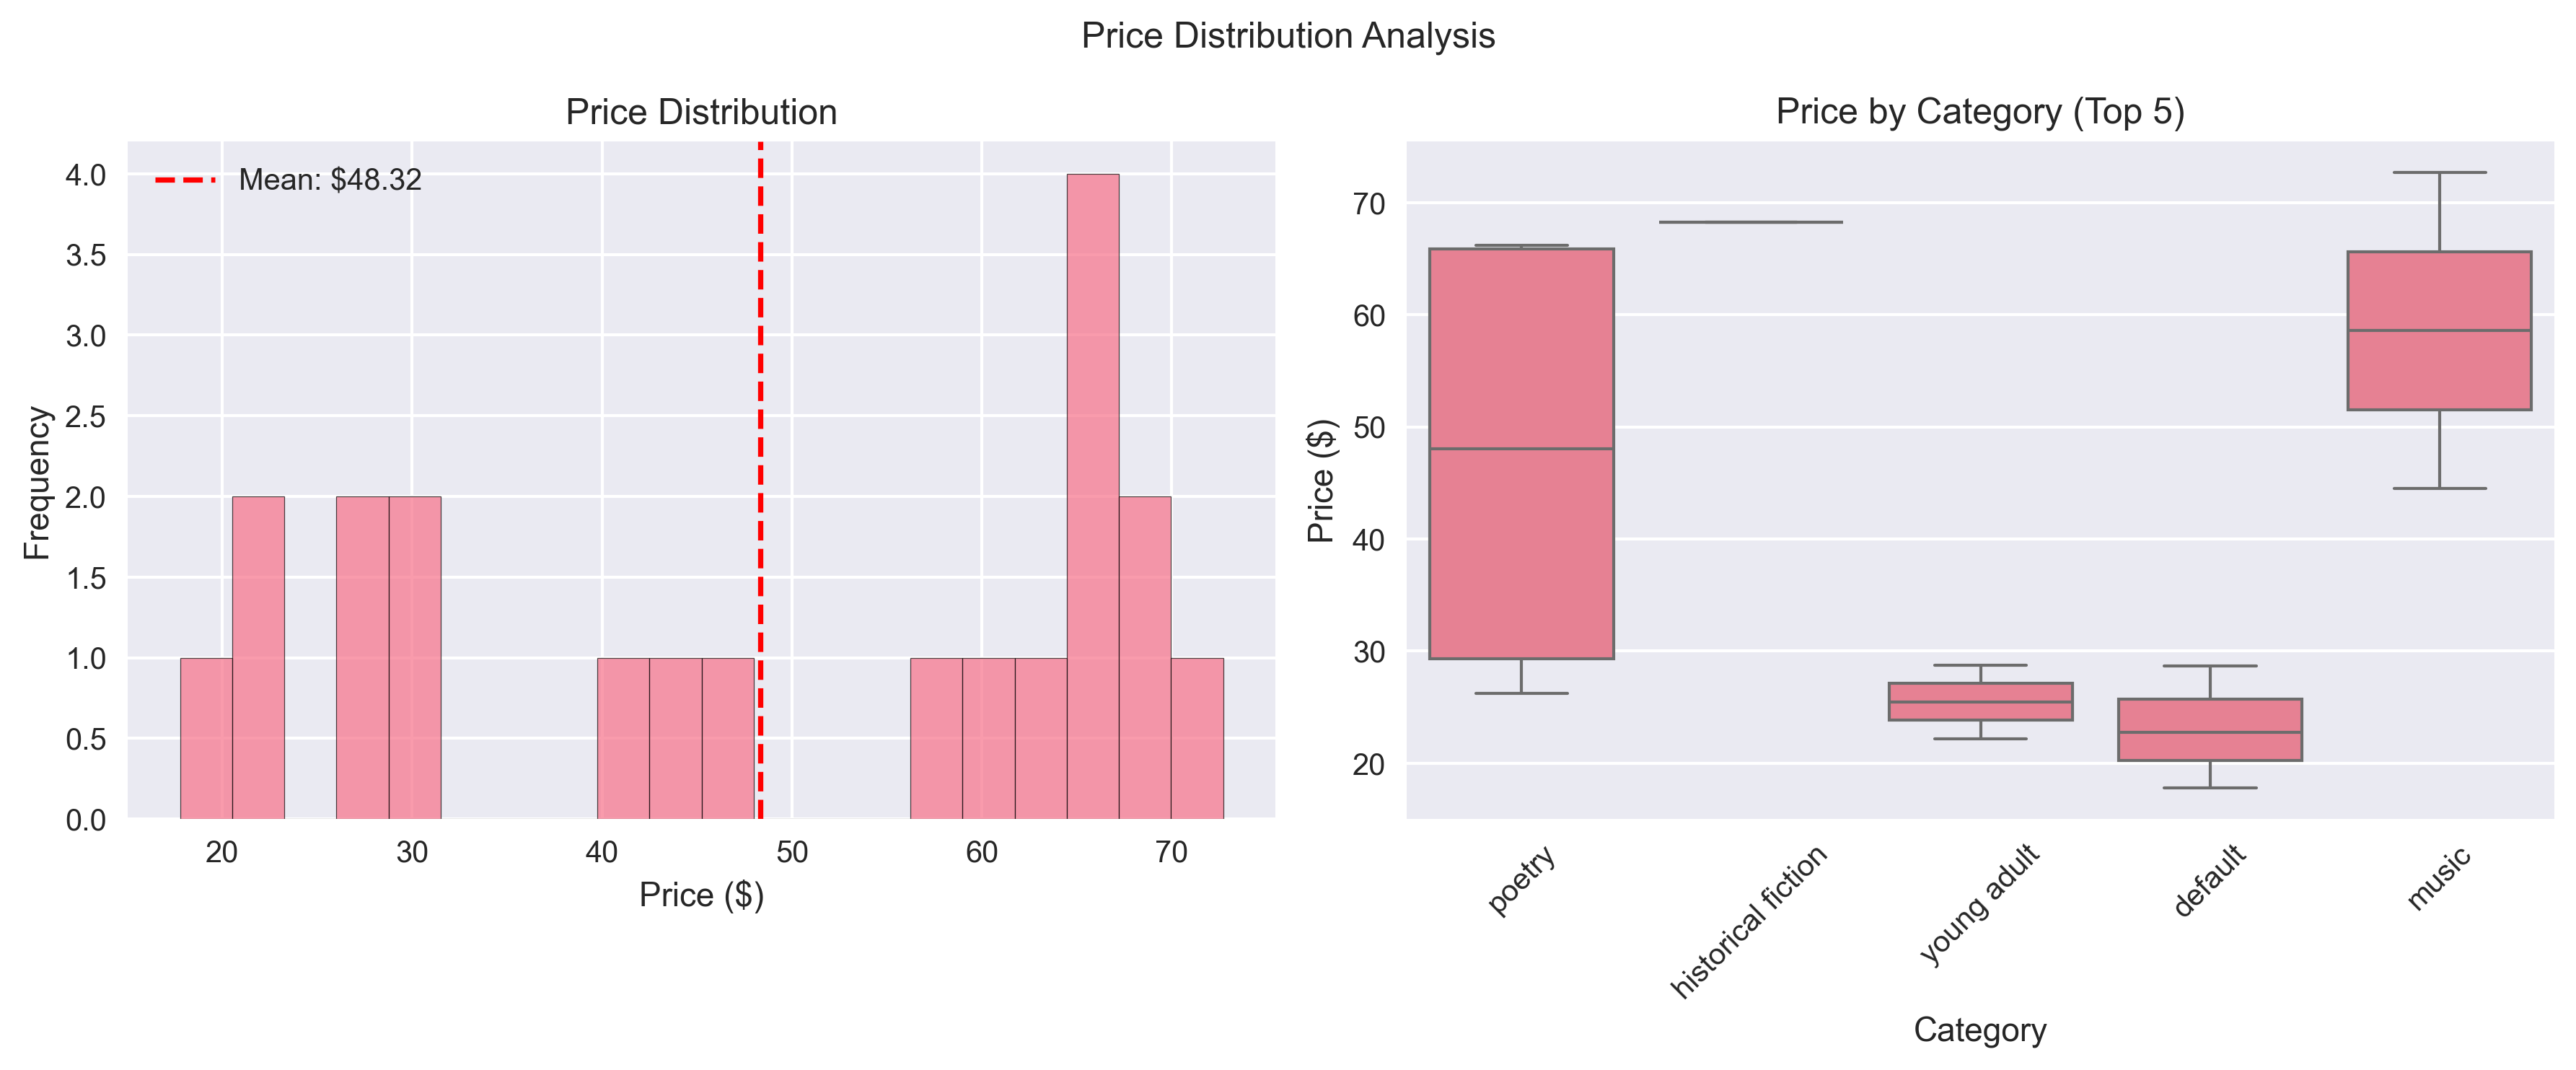 Price Distribution Analysis
Price Distribution
Mean: $48.32
4.0
3.5
3.0
2.5
2.0
1.5
1.0
0.5
0.0
Frequency
20 30 40 50 60 70
Price ($)
Price by Category (Top 5)
70
60
50
40
30
20
Price ($)
poetry
historical fiction
young adult
default
music
Category